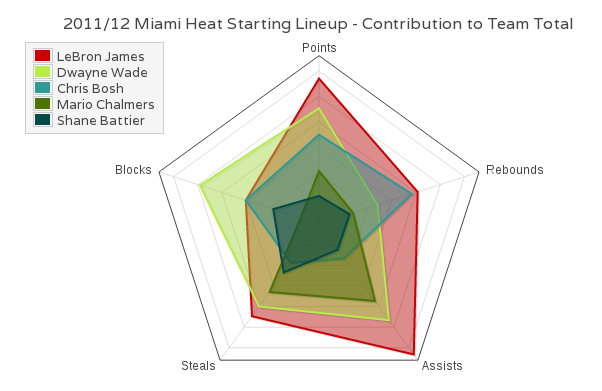 2011/12 Miami Heat Starting Lineup - Contribution to Team Total
LeBron James
Dwayne Wade
Chris Bosh
Mario Chalmers
Shane Battier
Points
Blocks
Rebounds
Steals
Assists